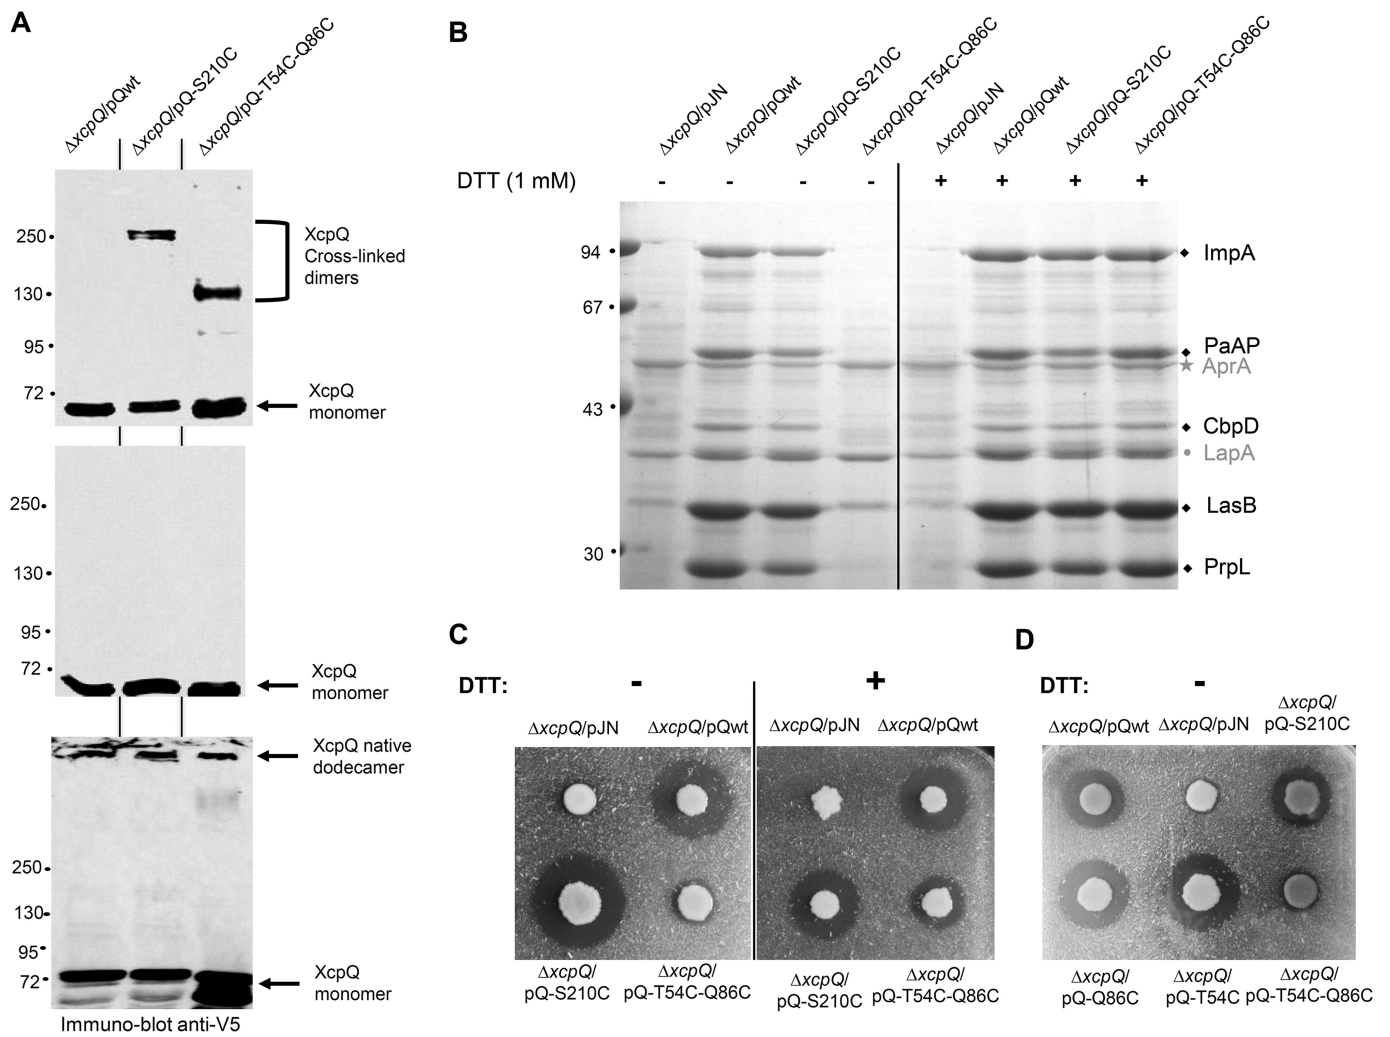 A
ΔxcpQ/pQwt
ΔxcpQ/pQ-S210C
ΔxcpQ/pQ-T54C-Q86C
250
130
95
72
XcpQ
Cross-linked
dimers
XcpQ
monomer
250
130
95
72
XcpQ
monomer
XcpQ native
dodecamer
250
130
95
72
XcpQ
monomer
Immuno-blot anti-V5
B
ΔxcpQ/pJN
ΔxcpQ/pQwt
ΔxcpQ/pQ-S210C
ΔxcpQ/pQ-T54C-Q86C
ΔxcpQ/pJN
ΔxcpQ/pQwt
ΔxcpQ/pQ-S210C
ΔxcpQ/pQ-T54C-Q86C
DTT (1 mM) - - - - + + + +
94
67
43
30
ImpA
PaAP
AprA
CbpD
LapA
LasB
PrpL
C
DTT: - +
ΔxcpQ/pJN ΔxcpQ/pQwt ΔxcpQ/pJN ΔxcpQ/pQwt
ΔxcpQ/ ΔxcpQ/ ΔxcpQ/ ΔxcpQ/
pQ-S210C pQ-T54C-Q86C pQ-S210C pQ-T54C-Q86C
D
DTT: -
ΔxcpQ/pQwt ΔxcpQ/pJN ΔxcpQ/
pQ-S210C
ΔxcpQ/ ΔxcpQ/ ΔxcpQ/
pQ-Q86C pQ-T54C pQ-T54C-Q86C